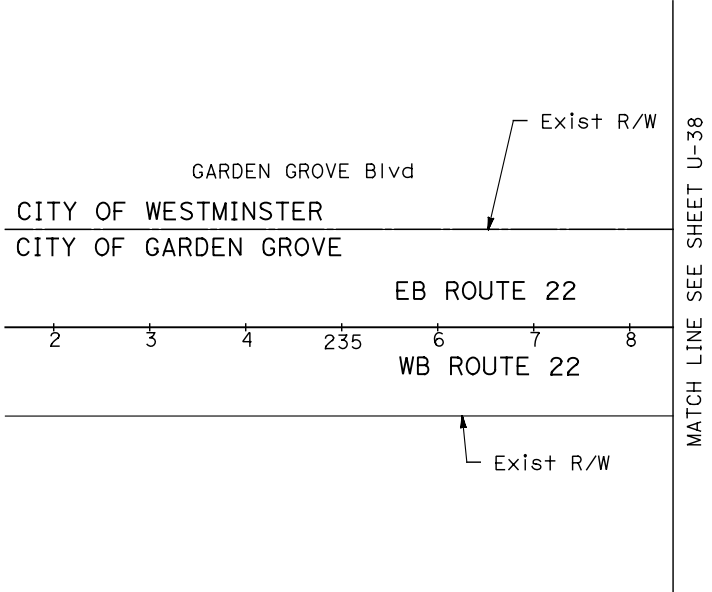 Exist R/W
GARDEN GROVE Blvd
CITY OF WESTMINSTER
CITY OF GARDEN GROVE
EB ROUTE 22
2 3 4 235 6 7 8
WB ROUTE 22
Exist R/W
MATCH LINE SEE SHEET U-38